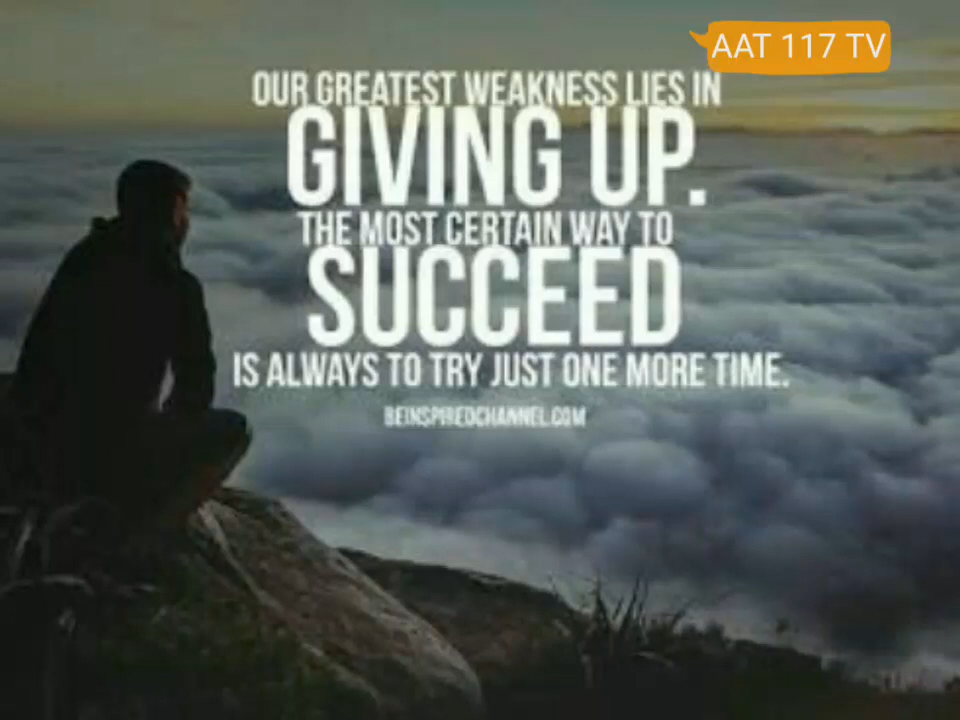 AAT 117 TV
OUR GREATEST WEAKNESS LIES IN
GIVING UP.
THE MOST CERTAIN WAY TO
SUCCEED
IS ALWAYS TO TRY JUST ONE MORE TIME.
BEINSPIREDCHANNEL.COM